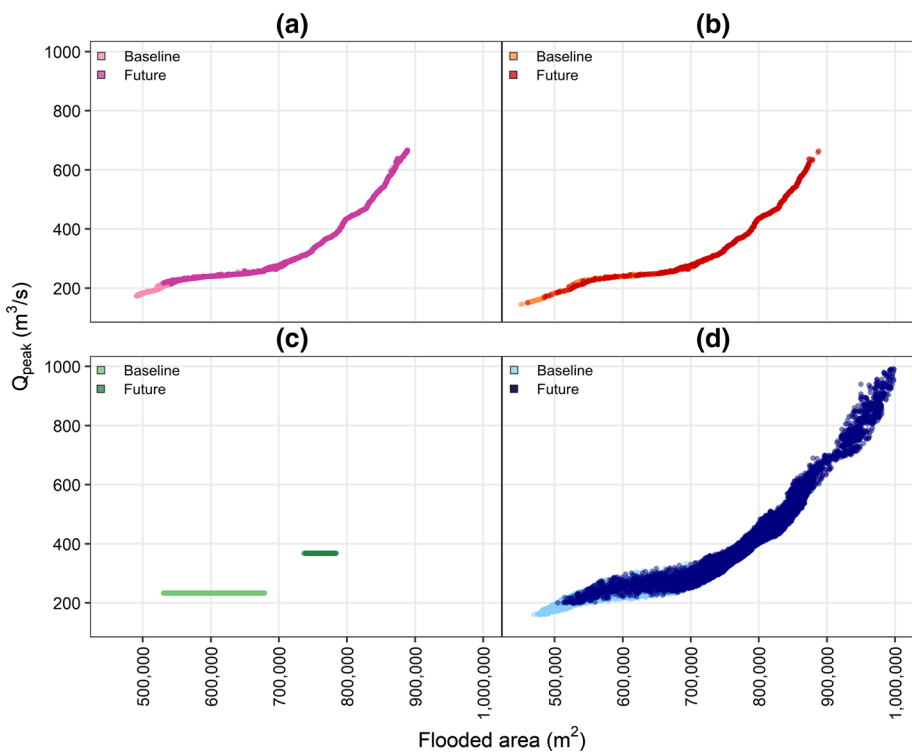 (a)
(b)
Baseline
Future
Baseline
Future
1000
800
600
400
200
(c)
(d)
Baseline
Future
Baseline
Future
1000
800
600
400
200
Qpeak (m³/s)
500,000
600,000
700,000
800,000
900,000
1,000,000
500,000
600,000
700,000
800,000
900,000
1,000,000
Flooded area (m²)